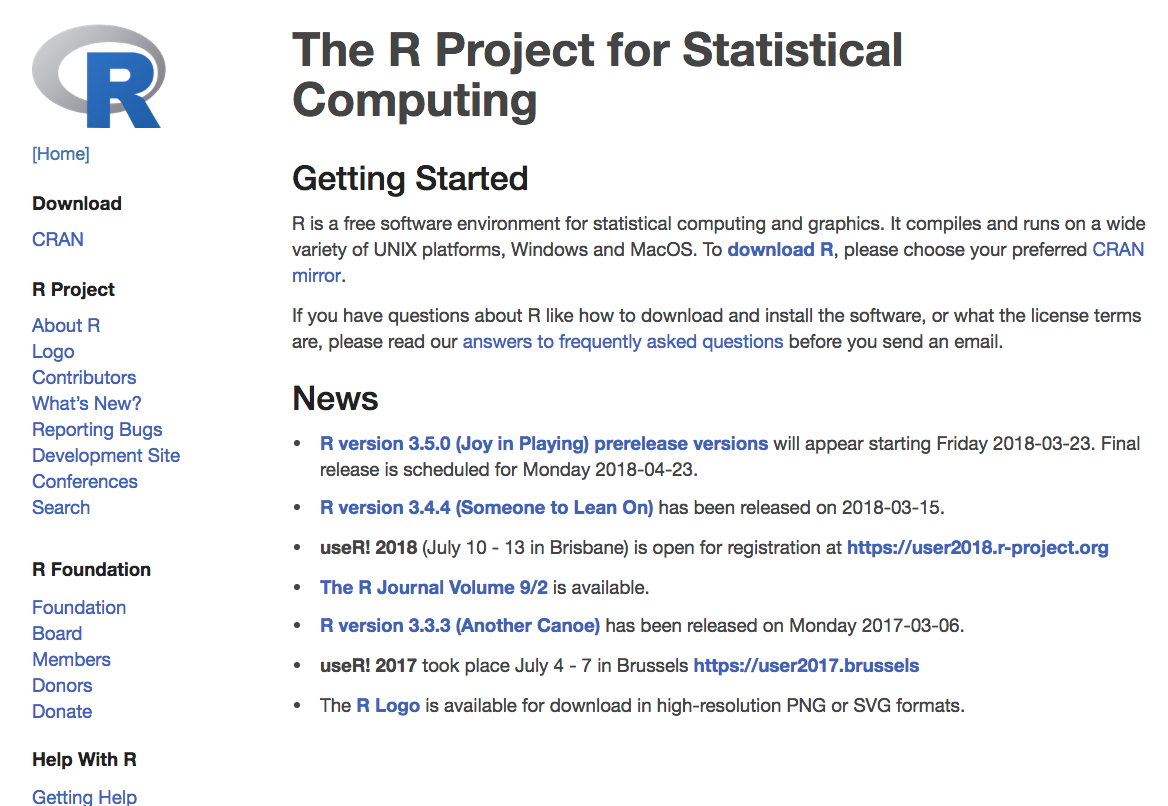 R
[Home]
Download
CRAN
R Project
About R
Logo
Contributors
What's New?
Reporting Bugs
Development Site
Conferences
Search
R Foundation
Foundation
Board
Members
Donors
Donate
Help With R
Getting Help
The R Project for Statistical
Computing
Getting Started
R is a free software environment for statistical computing and graphics. It compiles and runs on a wide
variety of UNIX platforms, Windows and MacOS. To download R, please choose your preferred CRAN
mirror.
If you have questions about R like how to download and install the software, or what the license terms
are, please read our answers to frequently asked questions before you send an email.
News
• R version 3.5.0 (Joy in Playing) prerelease versions will appear starting Friday 2018-03-23. Final
release is scheduled for Monday 2018-04-23.
• R version 3.4.4 (Someone to Lean On) has been released on 2018-03-15.
• useR! 2018 (July 10 - 13 in Brisbane) is open for registration at https://user2018.r-project.org
• The R Journal Volume 9/2 is available.
• R version 3.3.3 (Another Canoe) has been released on Monday 2017-03-06.
• useR! 2017 took place July 4 - 7 in Brussels https://user2017.brussels
• The R Logo is available for download in high-resolution PNG or SVG formats.